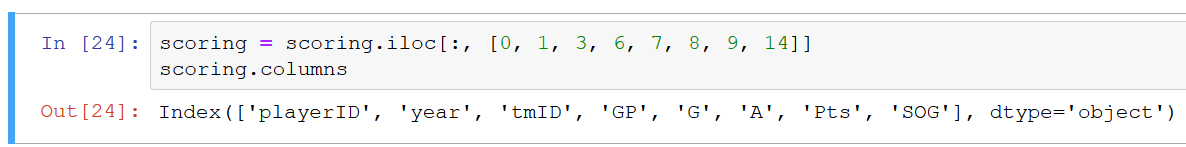 In [24]: scoring = scoring.iloc[:, [0, 1, 3, 6, 7, 8, 9, 14]]
scoring.columns
Out[24]: Index(['playerID', 'year', 'tmID', 'GP', 'G', 'A', 'Pts', 'SOG'], dtype='object')